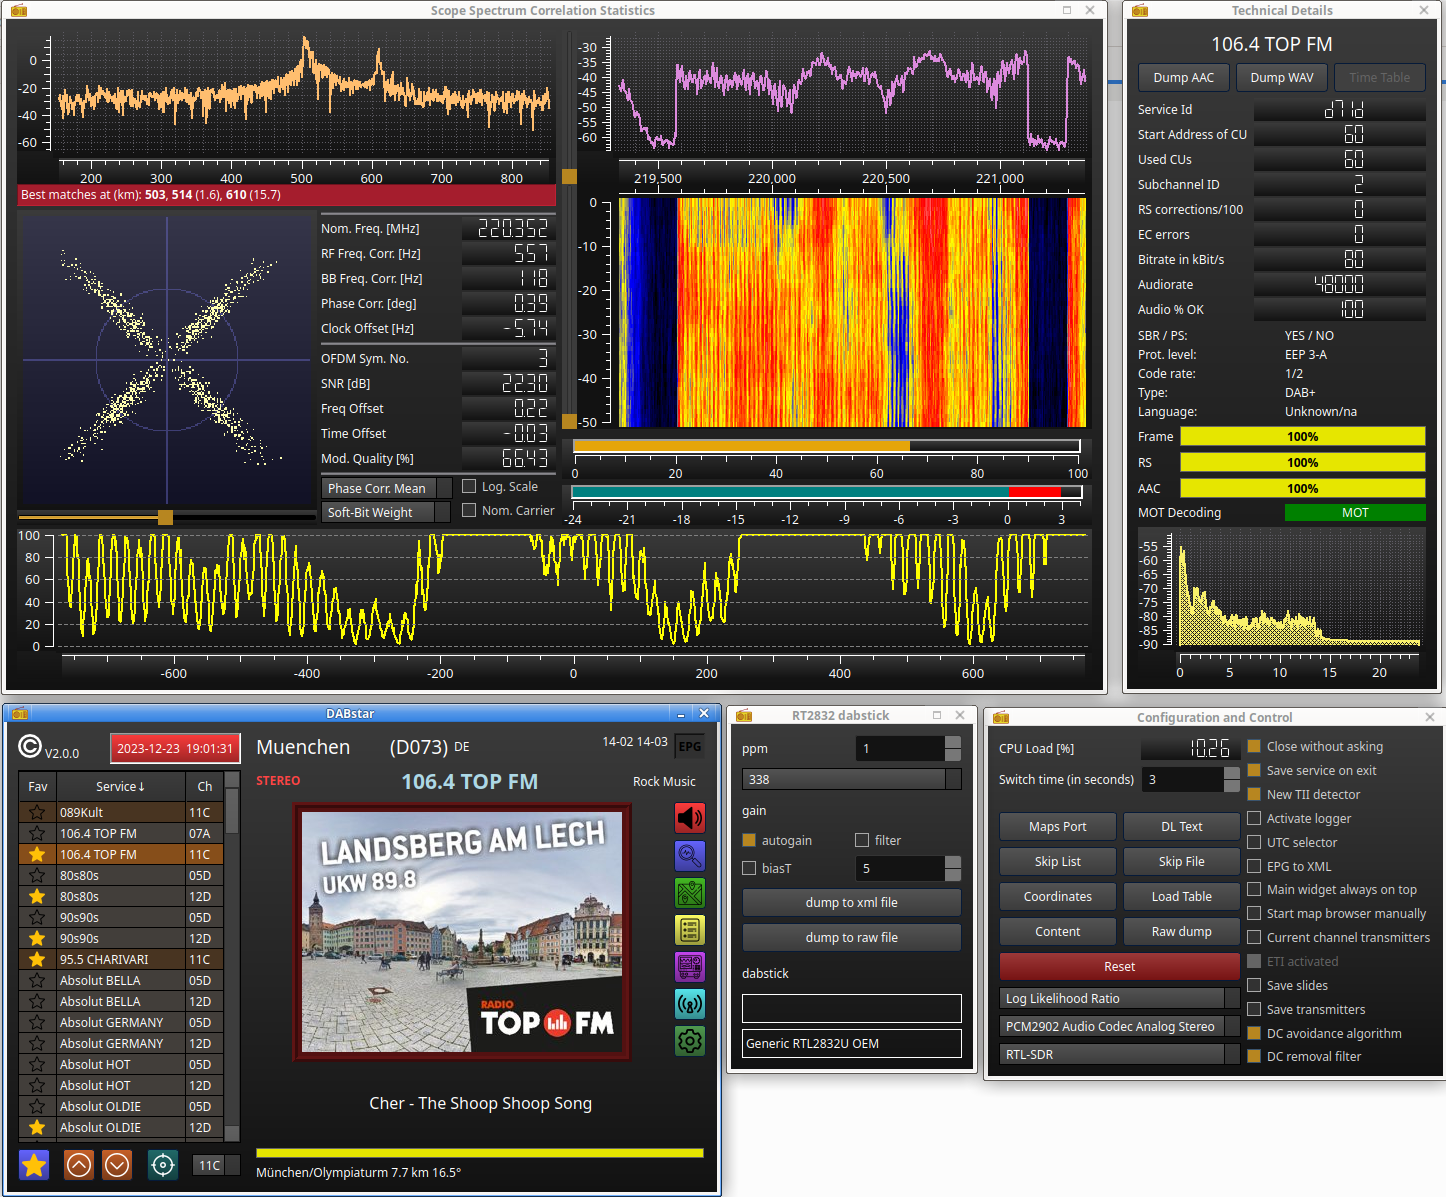 Scope Spectrum Correlation Statistics
0
-20
-40
-60
200 300 400 500 600 700 800
Best matches at (km): 503, 514 (1.6), 610 (15.7)
-30
-35
-40
-45
-50
-55
-60
219,500 220,000 220,500 221,000
0
-10
-20
-30
-40
-50
Nom. Freq. [MHz] 220.352
RF Freq. Corr. [Hz] 557
BB Freq. Corr. [Hz] 118
Phase Corr. [deg] 0.39
Clock Offset [Hz] -5.74
OFDM Sym. No. 3
SNR [dB] 22.30
Freq Offset 0.22
Time Offset -0.03
Mod. Quality [%] 66.43
Phase Corr. Mean Log. Scale
Soft-Bit Weight Nom. Carrier
0 20 40 60 80 100
-24 -21 -18 -15 -12 -9 -6 -3 0 3
100
80
60
40
20
0
-600 -400 -200 0 200 400 600
Technical Details
106.4 TOP FM
Dump AAC Dump WAV Time Table
Service Id d71d
Start Address of CU 60
Used CUs 60
Subchannel ID 2
RS corrections/100 0
EC errors 0
Bitrate in kBit/s 80
Audiorate 48000
Audio % OK 100
SBR / PS: YES / NO
Prot. level: EEP 3-A
Code rate: 1/2
Type: DAB+
Language: Unknown/na
Frame 100%
RS 100%
AAC 100%
MOT Decoding MOT
-55
-60
-65
-70
-75
-80
-85
-90
0 5 10 15 20
DABstar
© V2.0.0 2023-12-23 19:01:31
Fav Service↓ Ch
089Kult 11C
106.4 TOP FM 07A
106.4 TOP FM 11C
80s80s 05D
80s80s 12D
90s90s 05D
90s90s 12D
95.5 CHARIVARI 11C
Absolut BELLA 05D
Absolut BELLA 12D
Absolut GERMANY 05D
Absolut GERMANY 12D
Absolut HOT 05D
Absolut HOT 12D
Absolut OLDIE 05D
Absolut OLDIE 12D
11C
Muenchen (D073) DE 14-02 14-03 EPG
STEREO 106.4 TOP FM Rock Music
LANDSBERG AM LECH
UKW 89.8
RADIO
TOP FM
Cher - The Shoop Shoop Song
München/Olympiaturm 7.7 km 16.5°
RT2832 dabstick
ppm 1
338
gain
autogain filter
biasT 5
dump to xml file
dump to raw file
dabstick
Generic RTL2832U OEM
Configuration and Control
CPU Load [%] 10.26
Switch time (in seconds) 3
Maps Port DL Text
Skip List Skip File
Coordinates Load Table
Content Raw dump
Reset
Log Likelihood Ratio
PCM2902 Audio Codec Analog Stereo
RTL-SDR
Close without asking
Save service on exit
New TII detector
Activate logger
UTC selector
EPG to XML
Main widget always on top
Start map browser manually
Current channel transmitters
ETI activated
Save slides
Save transmitters
DC avoidance algorithm
DC removal filter